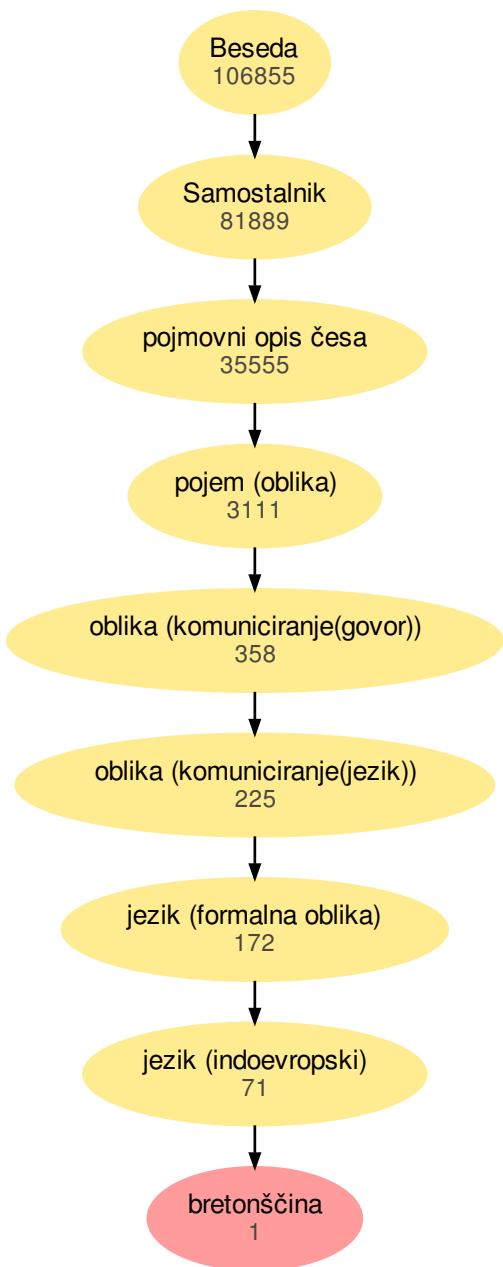 Beseda
106855
Samostalnik
81889
pojmovni opis česa
35555
pojem (oblika)
3111
oblika (komuniciranje(govor))
358
oblika (komuniciranje(jezik))
225
jezik (formalna oblika)
172
jezik (indoevropski)
71
bretonščina
1